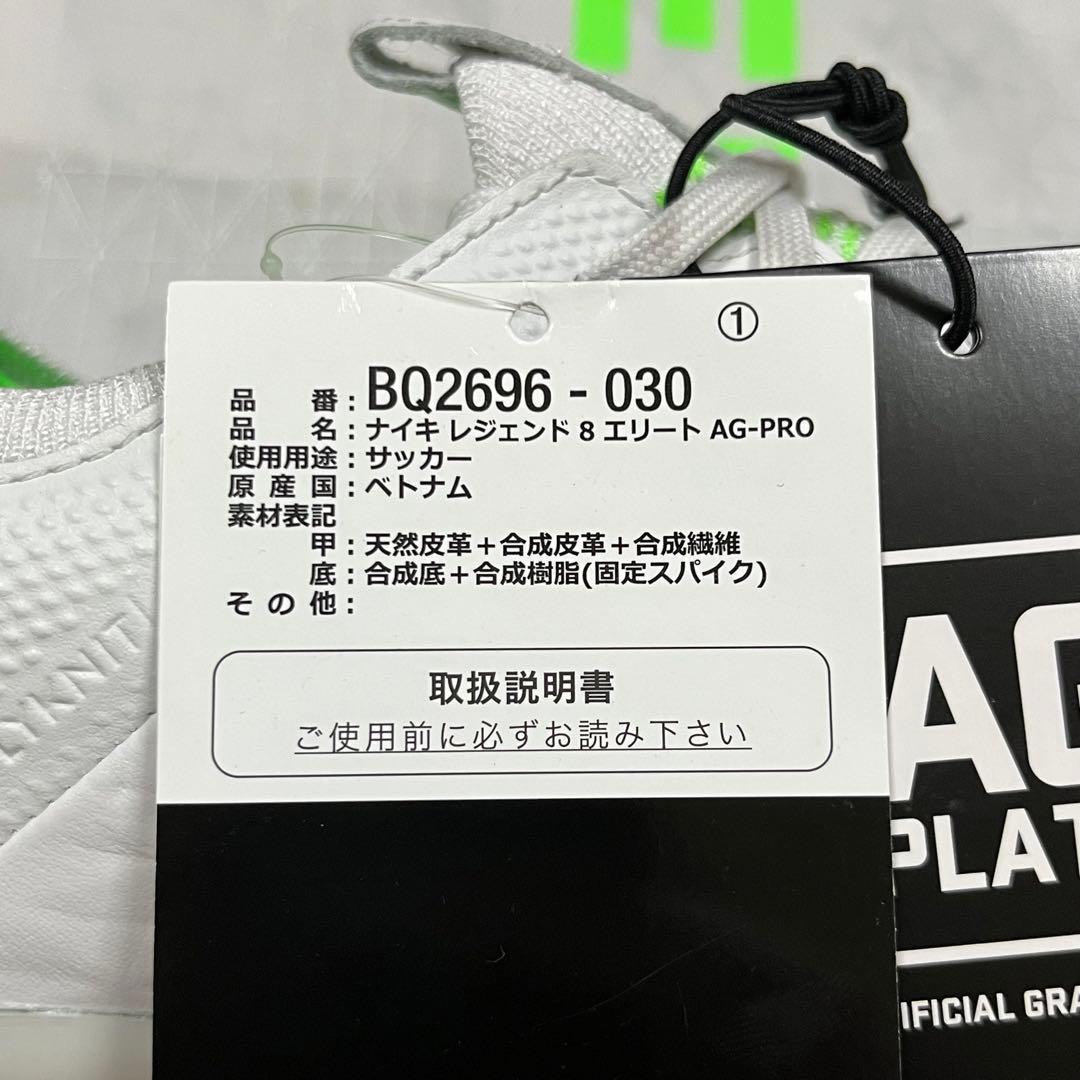 ①
品番：BQ2696 - 030
品名：ナイキ レジェンド 8 エリート AG-PRO
使用用途：サッカー
原産国：ベトナム
素材表記
甲：天然皮革＋合成皮革＋合成繊維
底：合成底＋合成樹脂(固定スパイク)
その他：
取扱説明書
ご使用前に必ずお読み下さい
LYKNIT
AG
PLAT
IFICIAL GRA